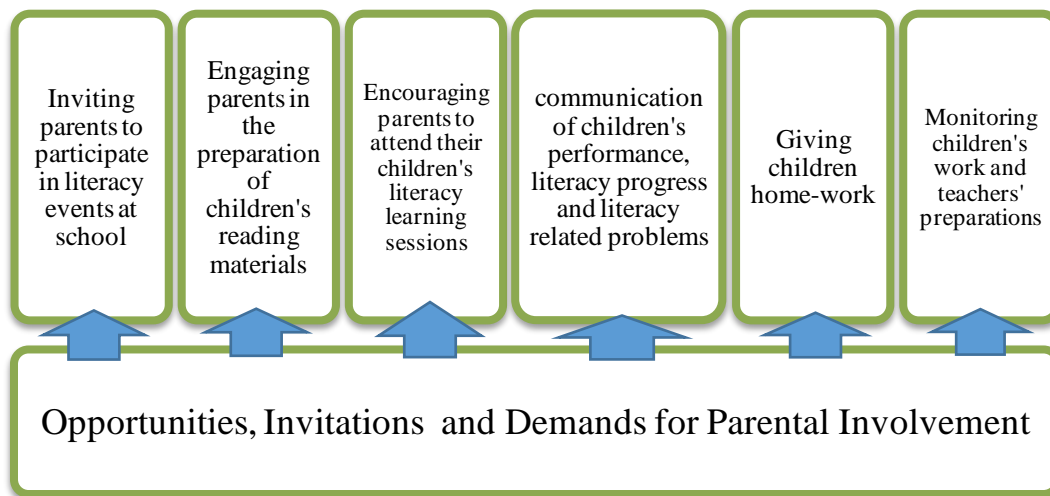 Inviting
parents to
participate
in literacy
events at
school
Engaging
parents in
the
preparation
of
children's
reading
materials
Encouraging
parents to
attend their
children's
literacy
learning
sessions
communication
of children's
performance,
literacy progress
and literacy
related problems
Giving
children
home-work
Monitoring
children's
work and
teachers'
preparations
Opportunities, Invitations and Demands for Parental Involvement